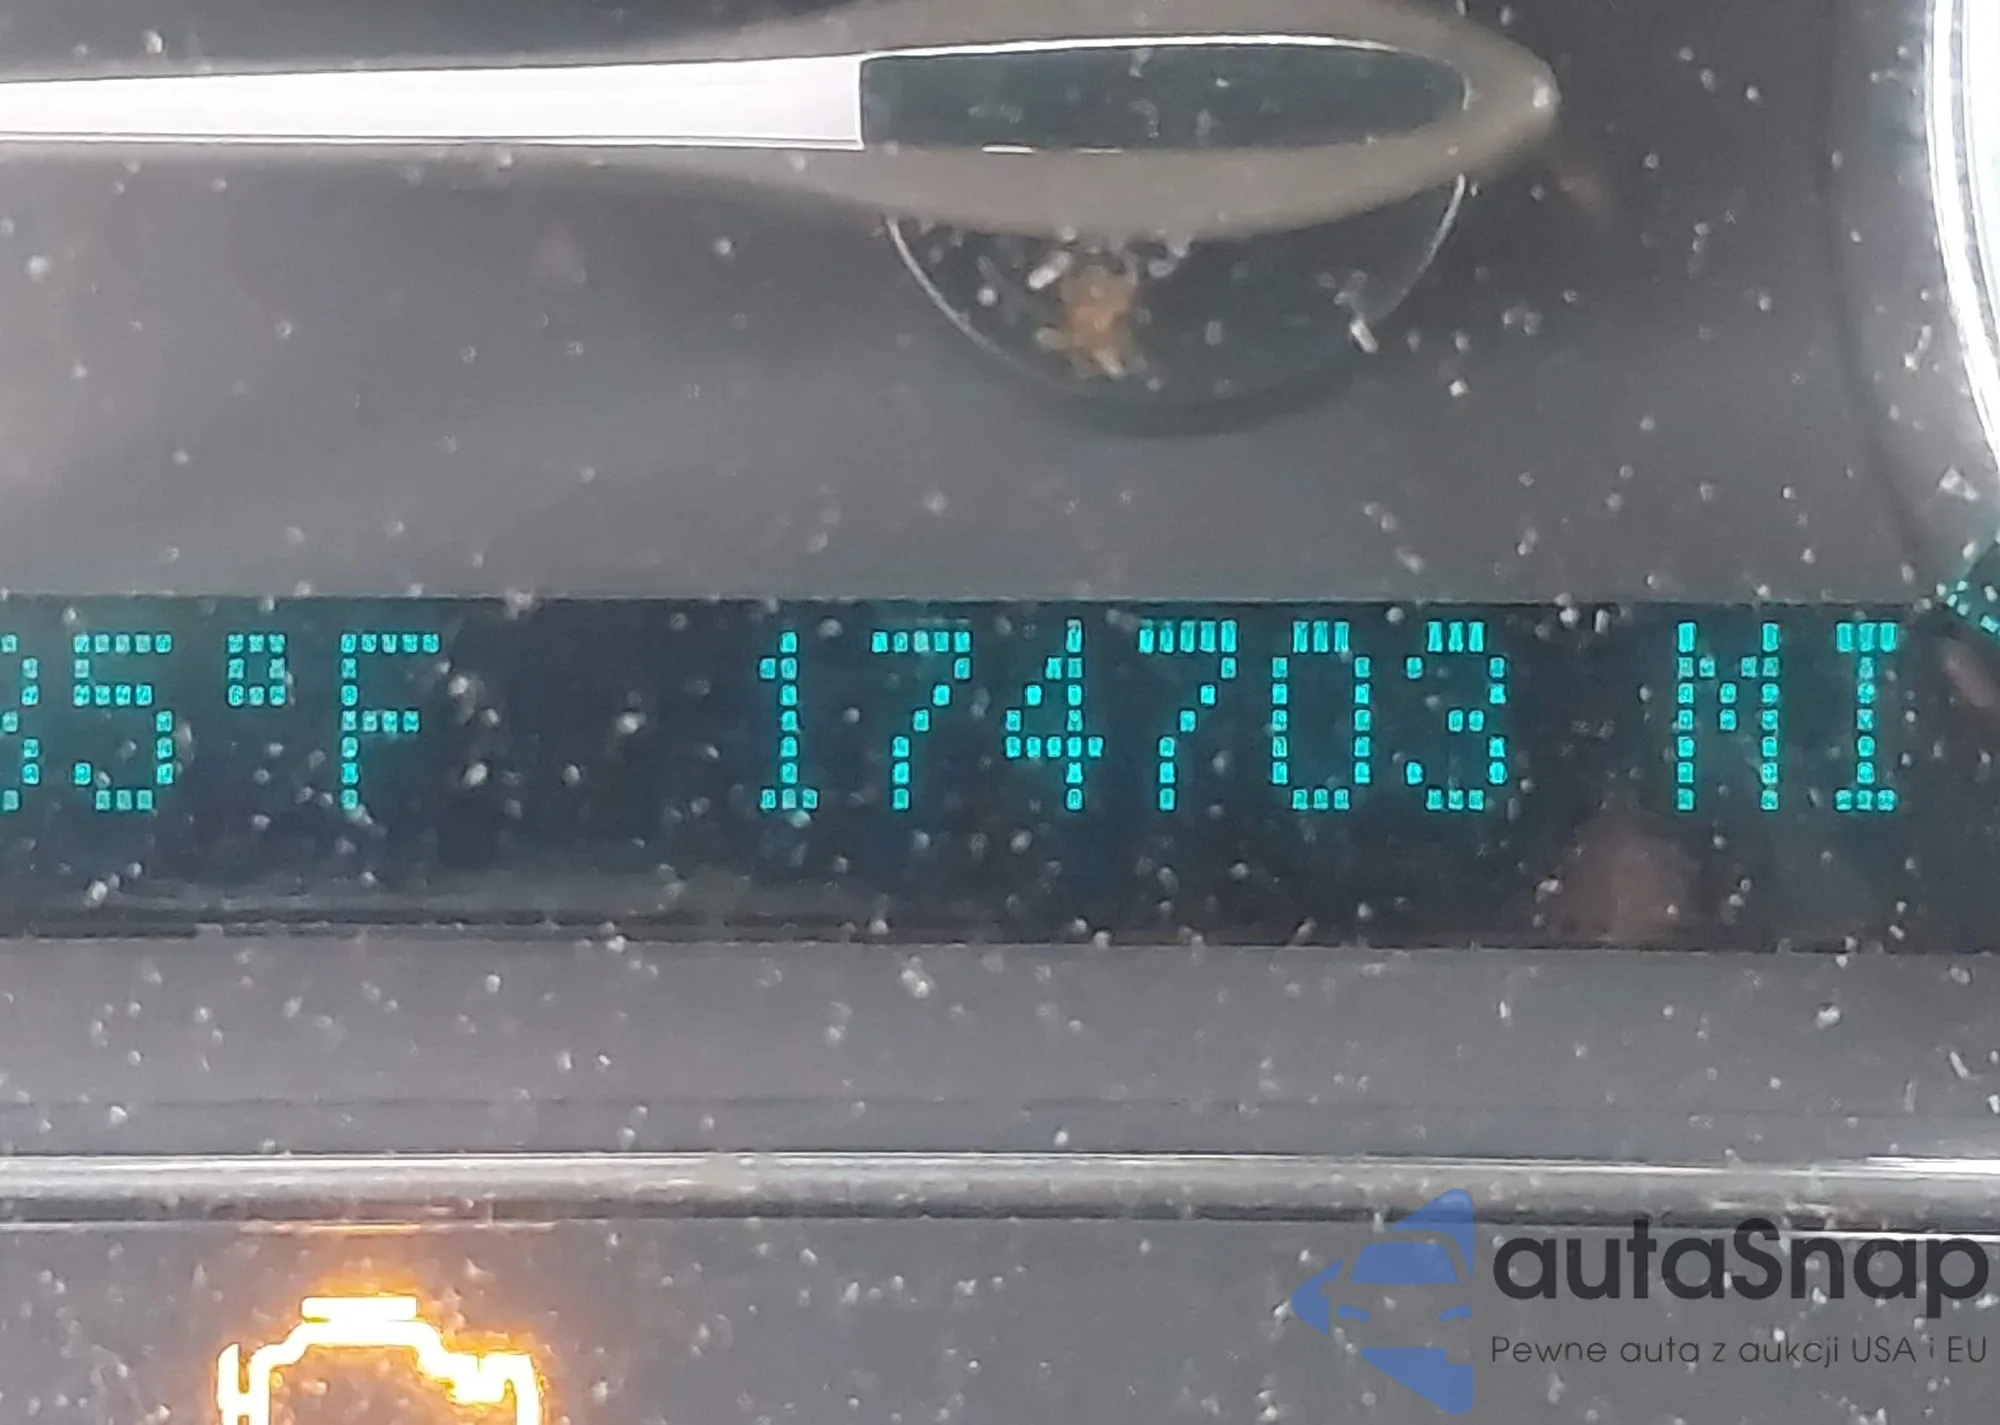 5°F 174703 MI
autaSnap
Pewne auta z aukcji USA i EU